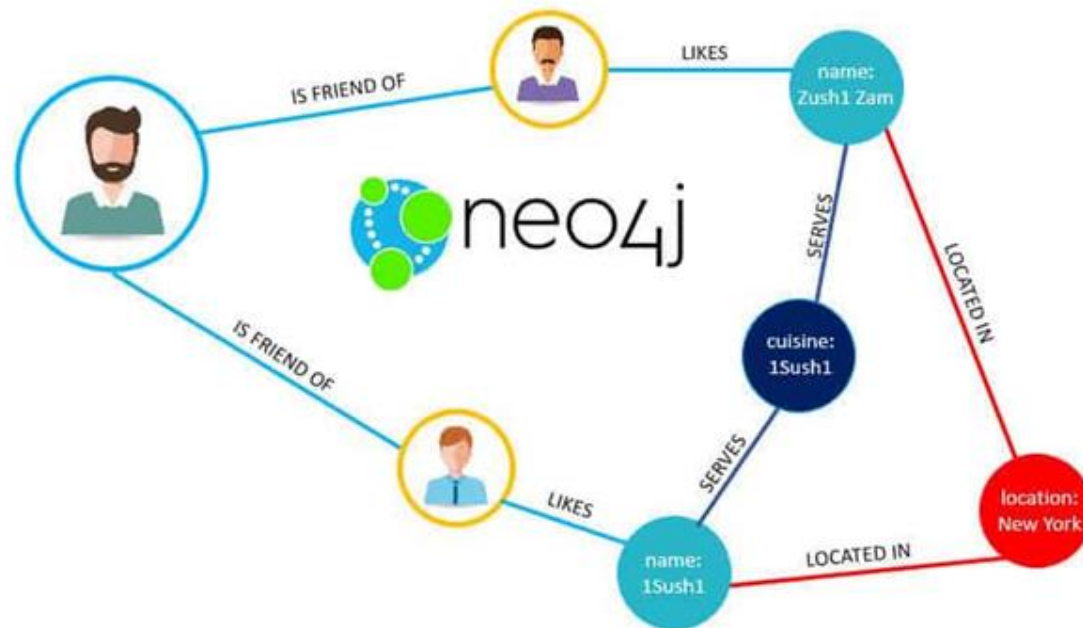 IS FRIEND OF
LIKES
name:
Zush1 Zam
neo4j
SERVES
LOCATED IN
cuisine:
1Sush1
IS FRIEND OF
SERVES
LIKES
name:
1Sush1
LOCATED IN
location:
New York